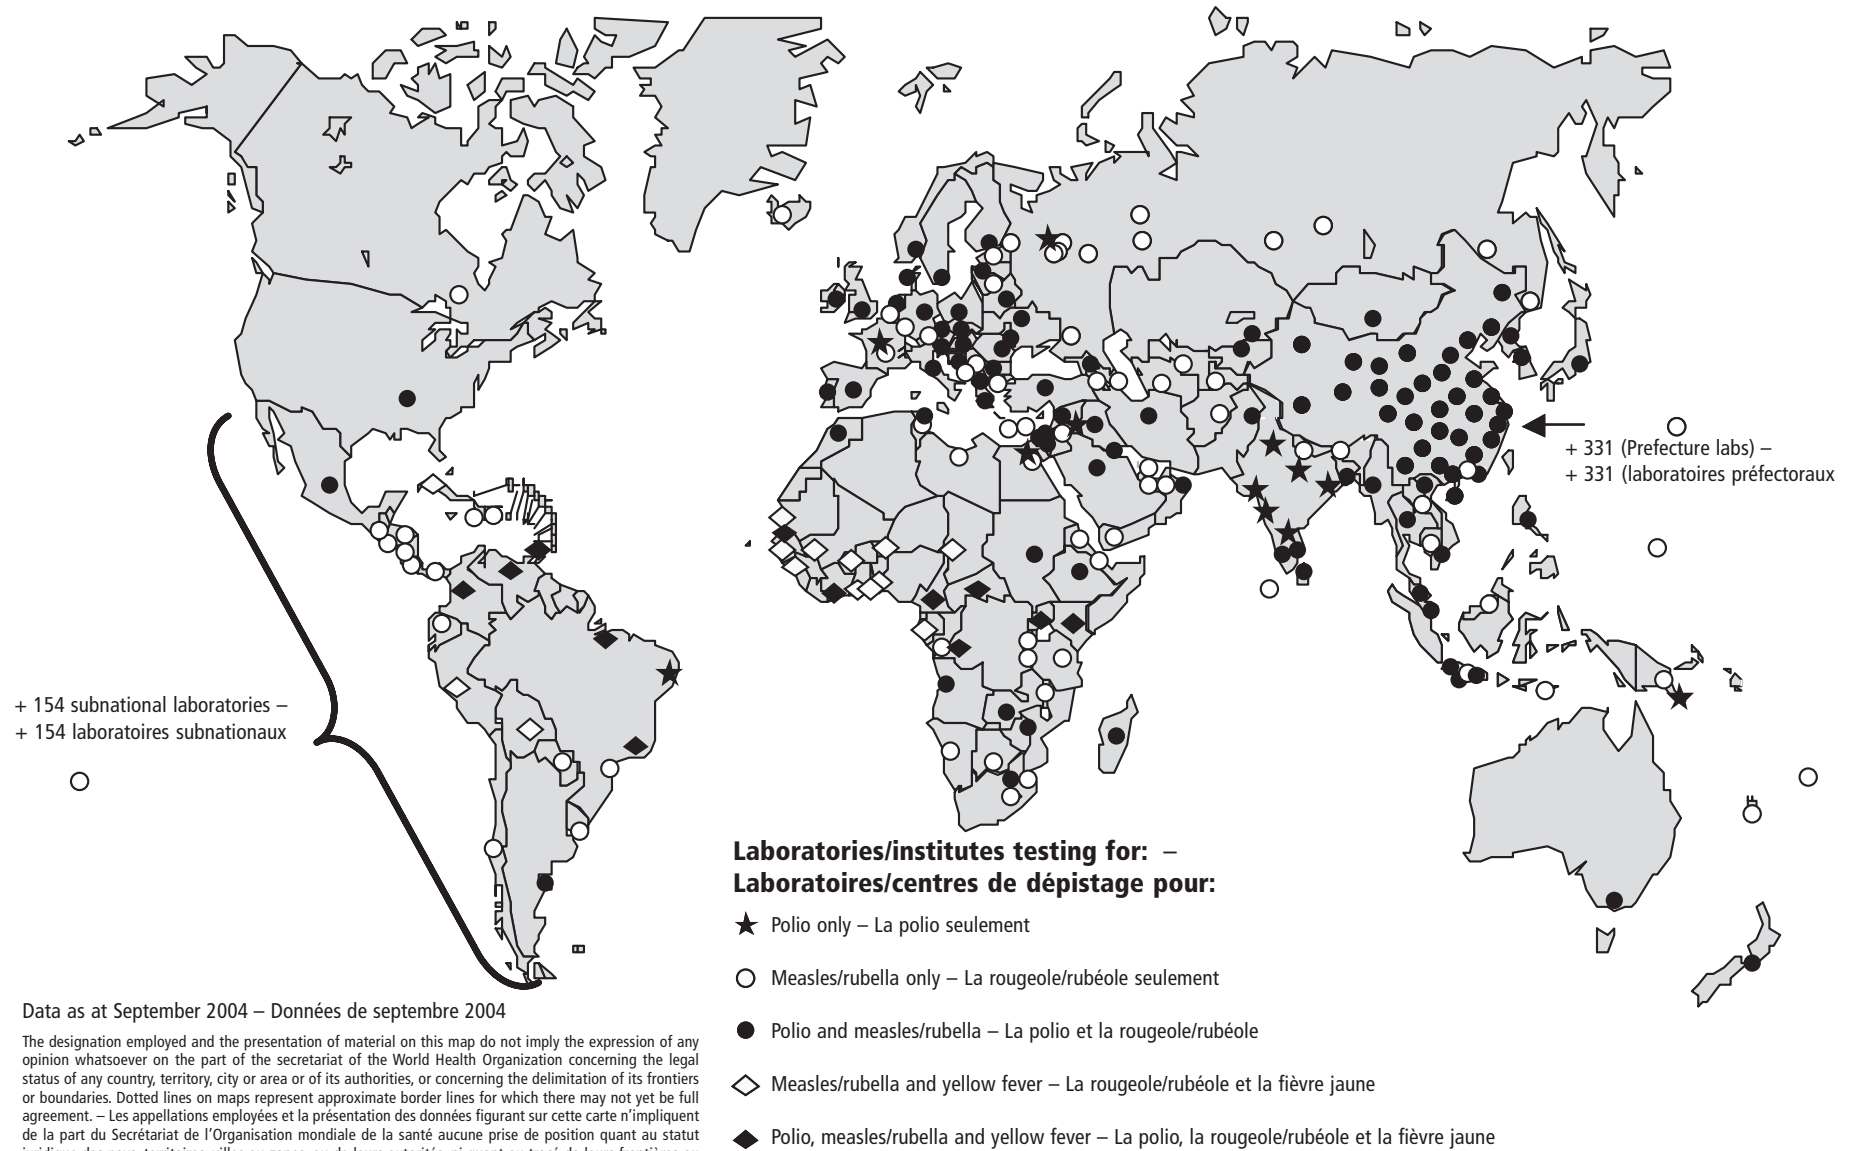 + 331 (Prefecture labs) –
+ 331 (laboratoires préfectoraux
+ 154 subnational laboratories –
+ 154 laboratoires subnationaux
Laboratories/institutes testing for: –
Laboratoires/centres de dépistage pour:
Polio only – La polio seulement
Measles/rubella only – La rougeole/rubéole seulement
Polio and measles/rubella – La polio et la rougeole/rubéole
Measles/rubella and yellow fever – La rougeole/rubéole et la fièvre jaune
Polio, measles/rubella and yellow fever – La polio, la rougeole/rubéole et la fièvre jaune
Data as at September 2004 – Données de septembre 2004
The designation employed and the presentation of material on this map do not imply the expression of any
opinion whatsoever on the part of the secretariat of the World Health Organization concerning the legal
status of any country, territory, city or area or of its authorities, or concerning the delimitation of its frontiers
or boundaries. Dotted lines on maps represent approximate border lines for which there may not yet be full
agreement. – Les appellations employées et la présentation des données figurant sur cette carte n'impliquent
de la part du Secrétariat de l'Organisation mondiale de la santé aucune prise de position quant au statut